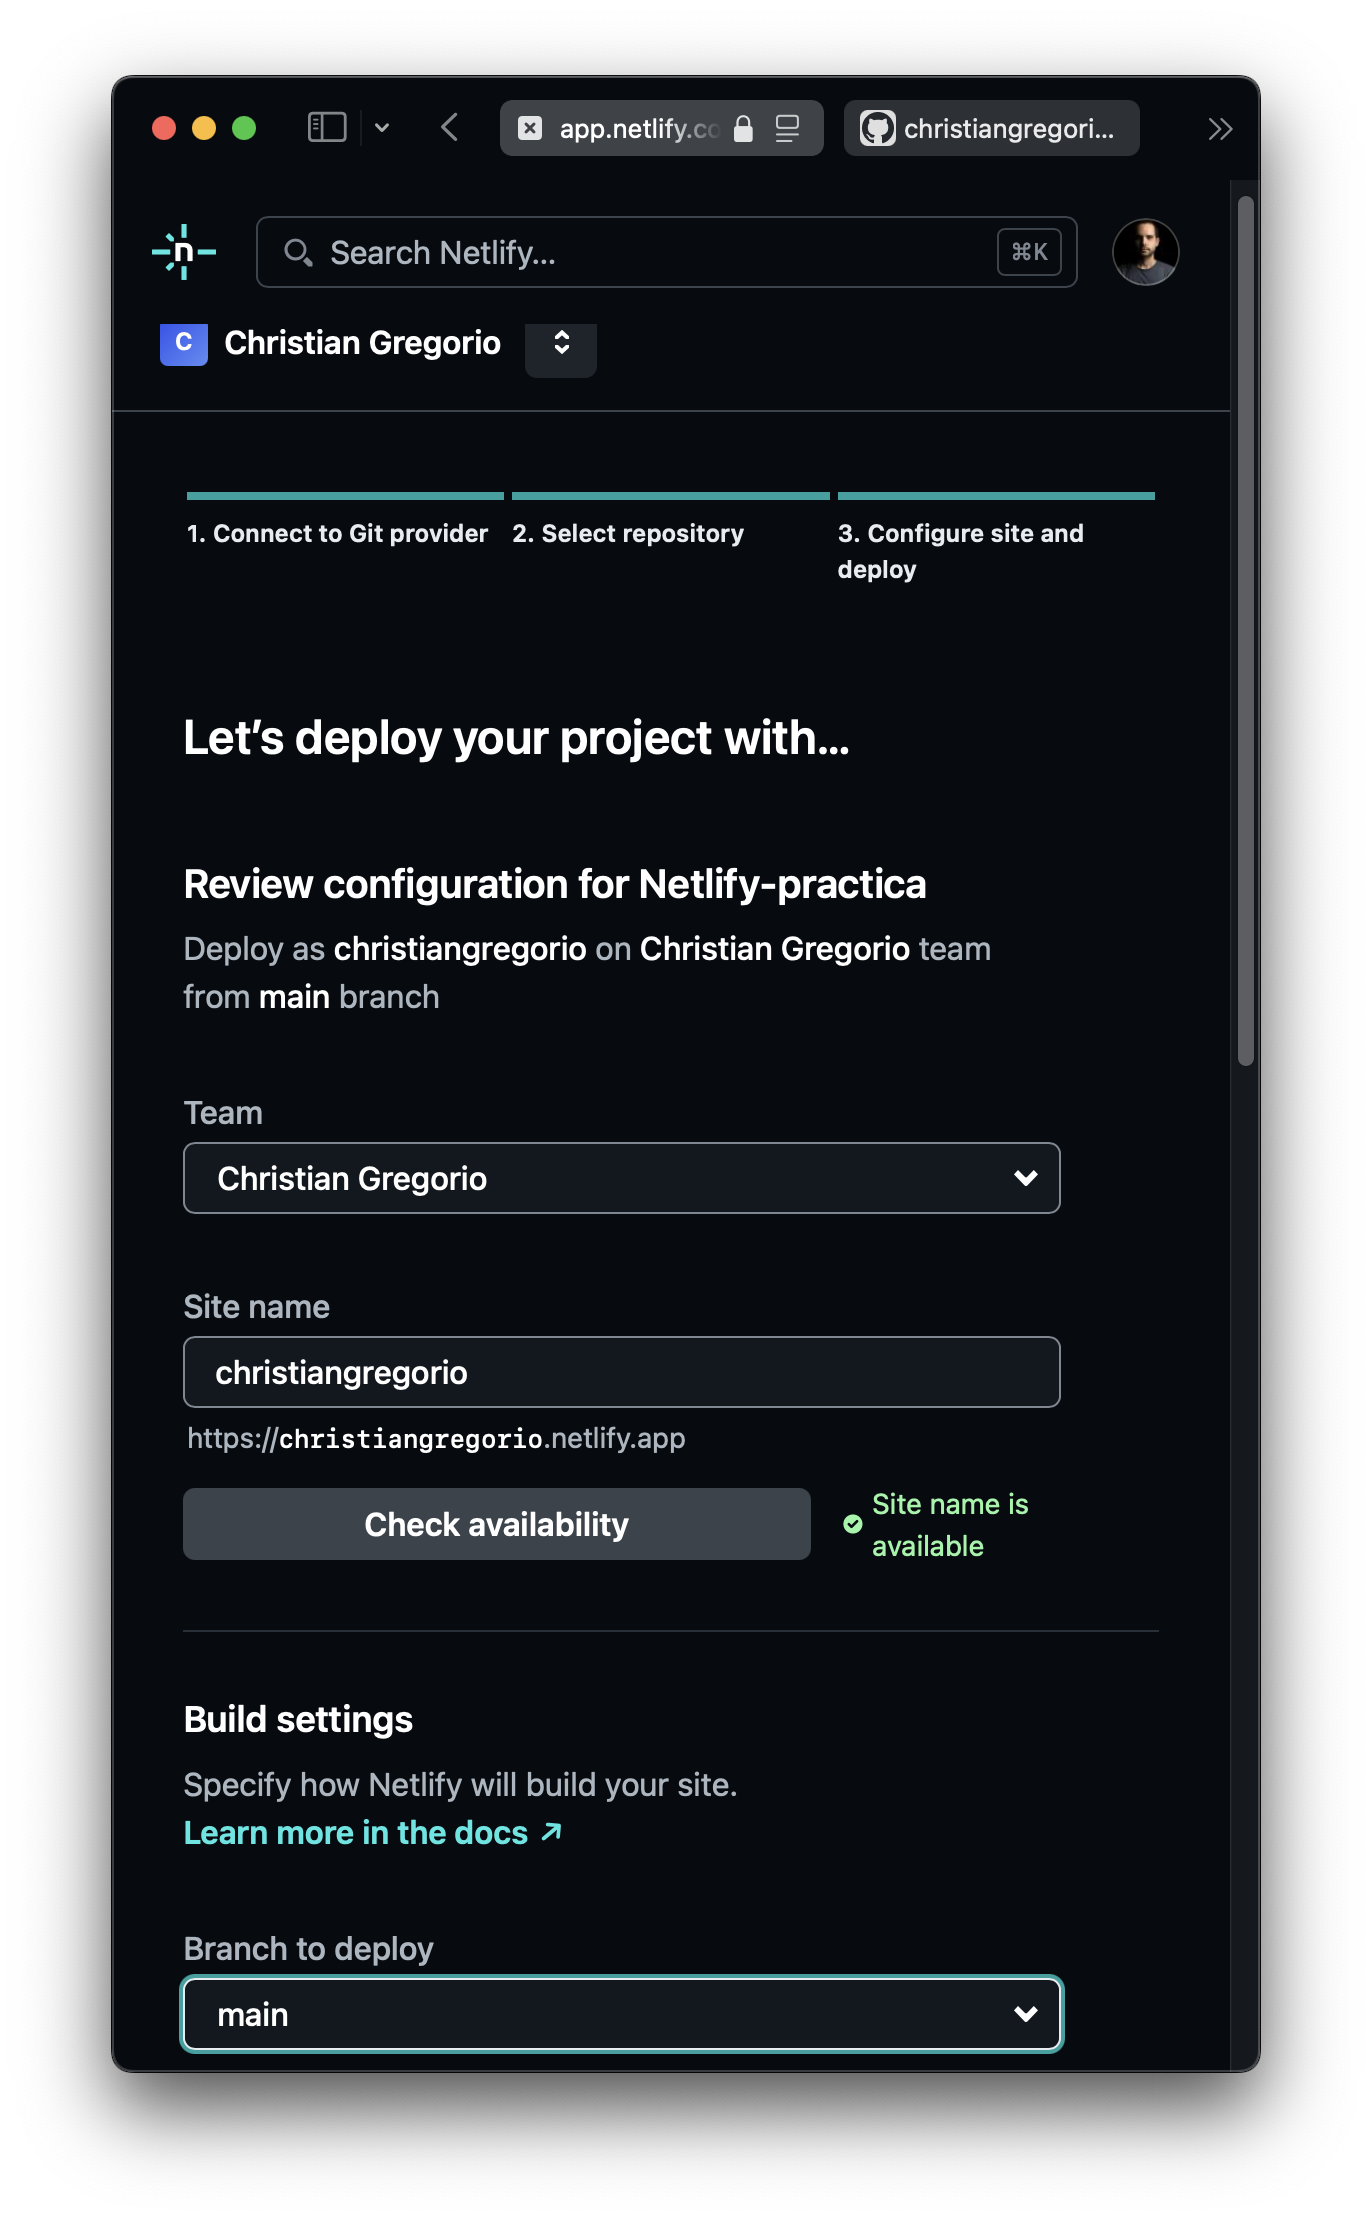 app.netlify.co
christiangregori...
n
Search Netlify...
⌘K
C
Christian Gregorio
1. Connect to Git provider
2. Select repository
3. Configure site and
deploy
Let’s deploy your project with…
Review configuration for Netlify-practica
Deploy as christiangregorio on Christian Gregorio team
from main branch
Team
Christian Gregorio
Site name
christiangregorio
https://christiangregorio.netlify.app
Check availability
Site name is
available
Build settings
Specify how Netlify will build your site.
Learn more in the docs ↗
Branch to deploy
main